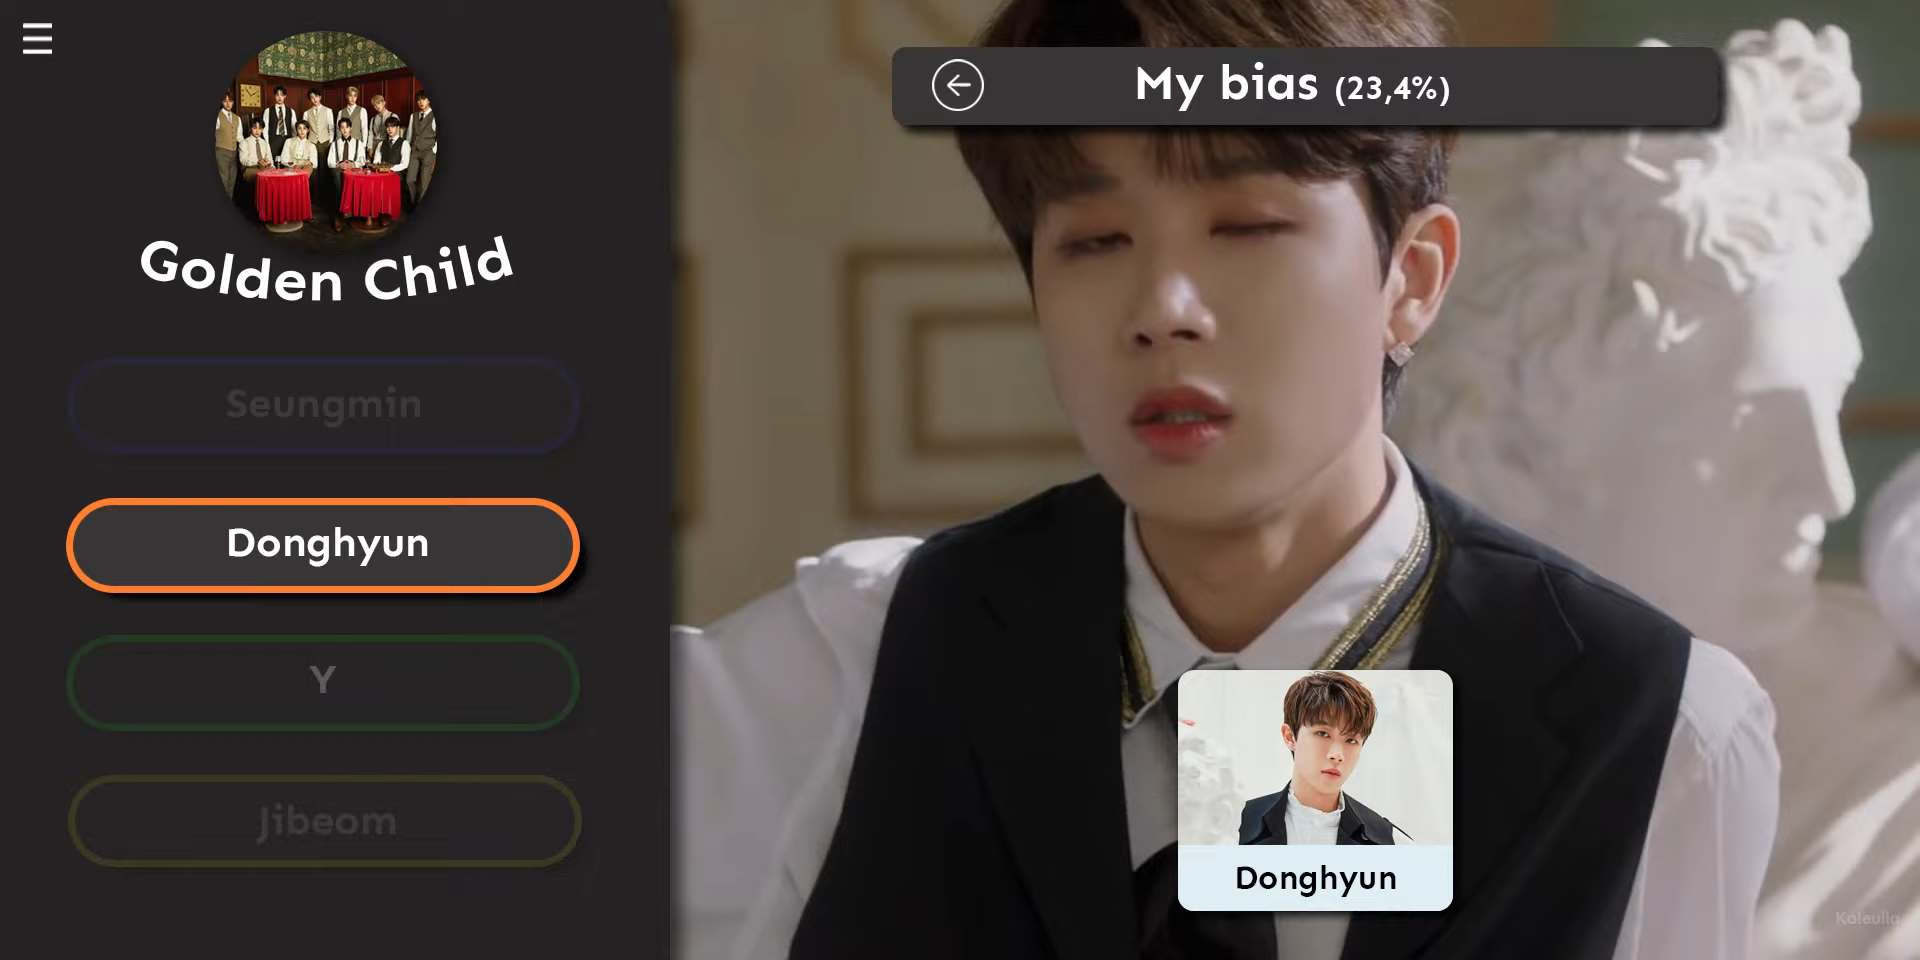 Golden Child
Seungmin
Donghyun
Y
Jibeom
My bias (23,4%)
Donghyun